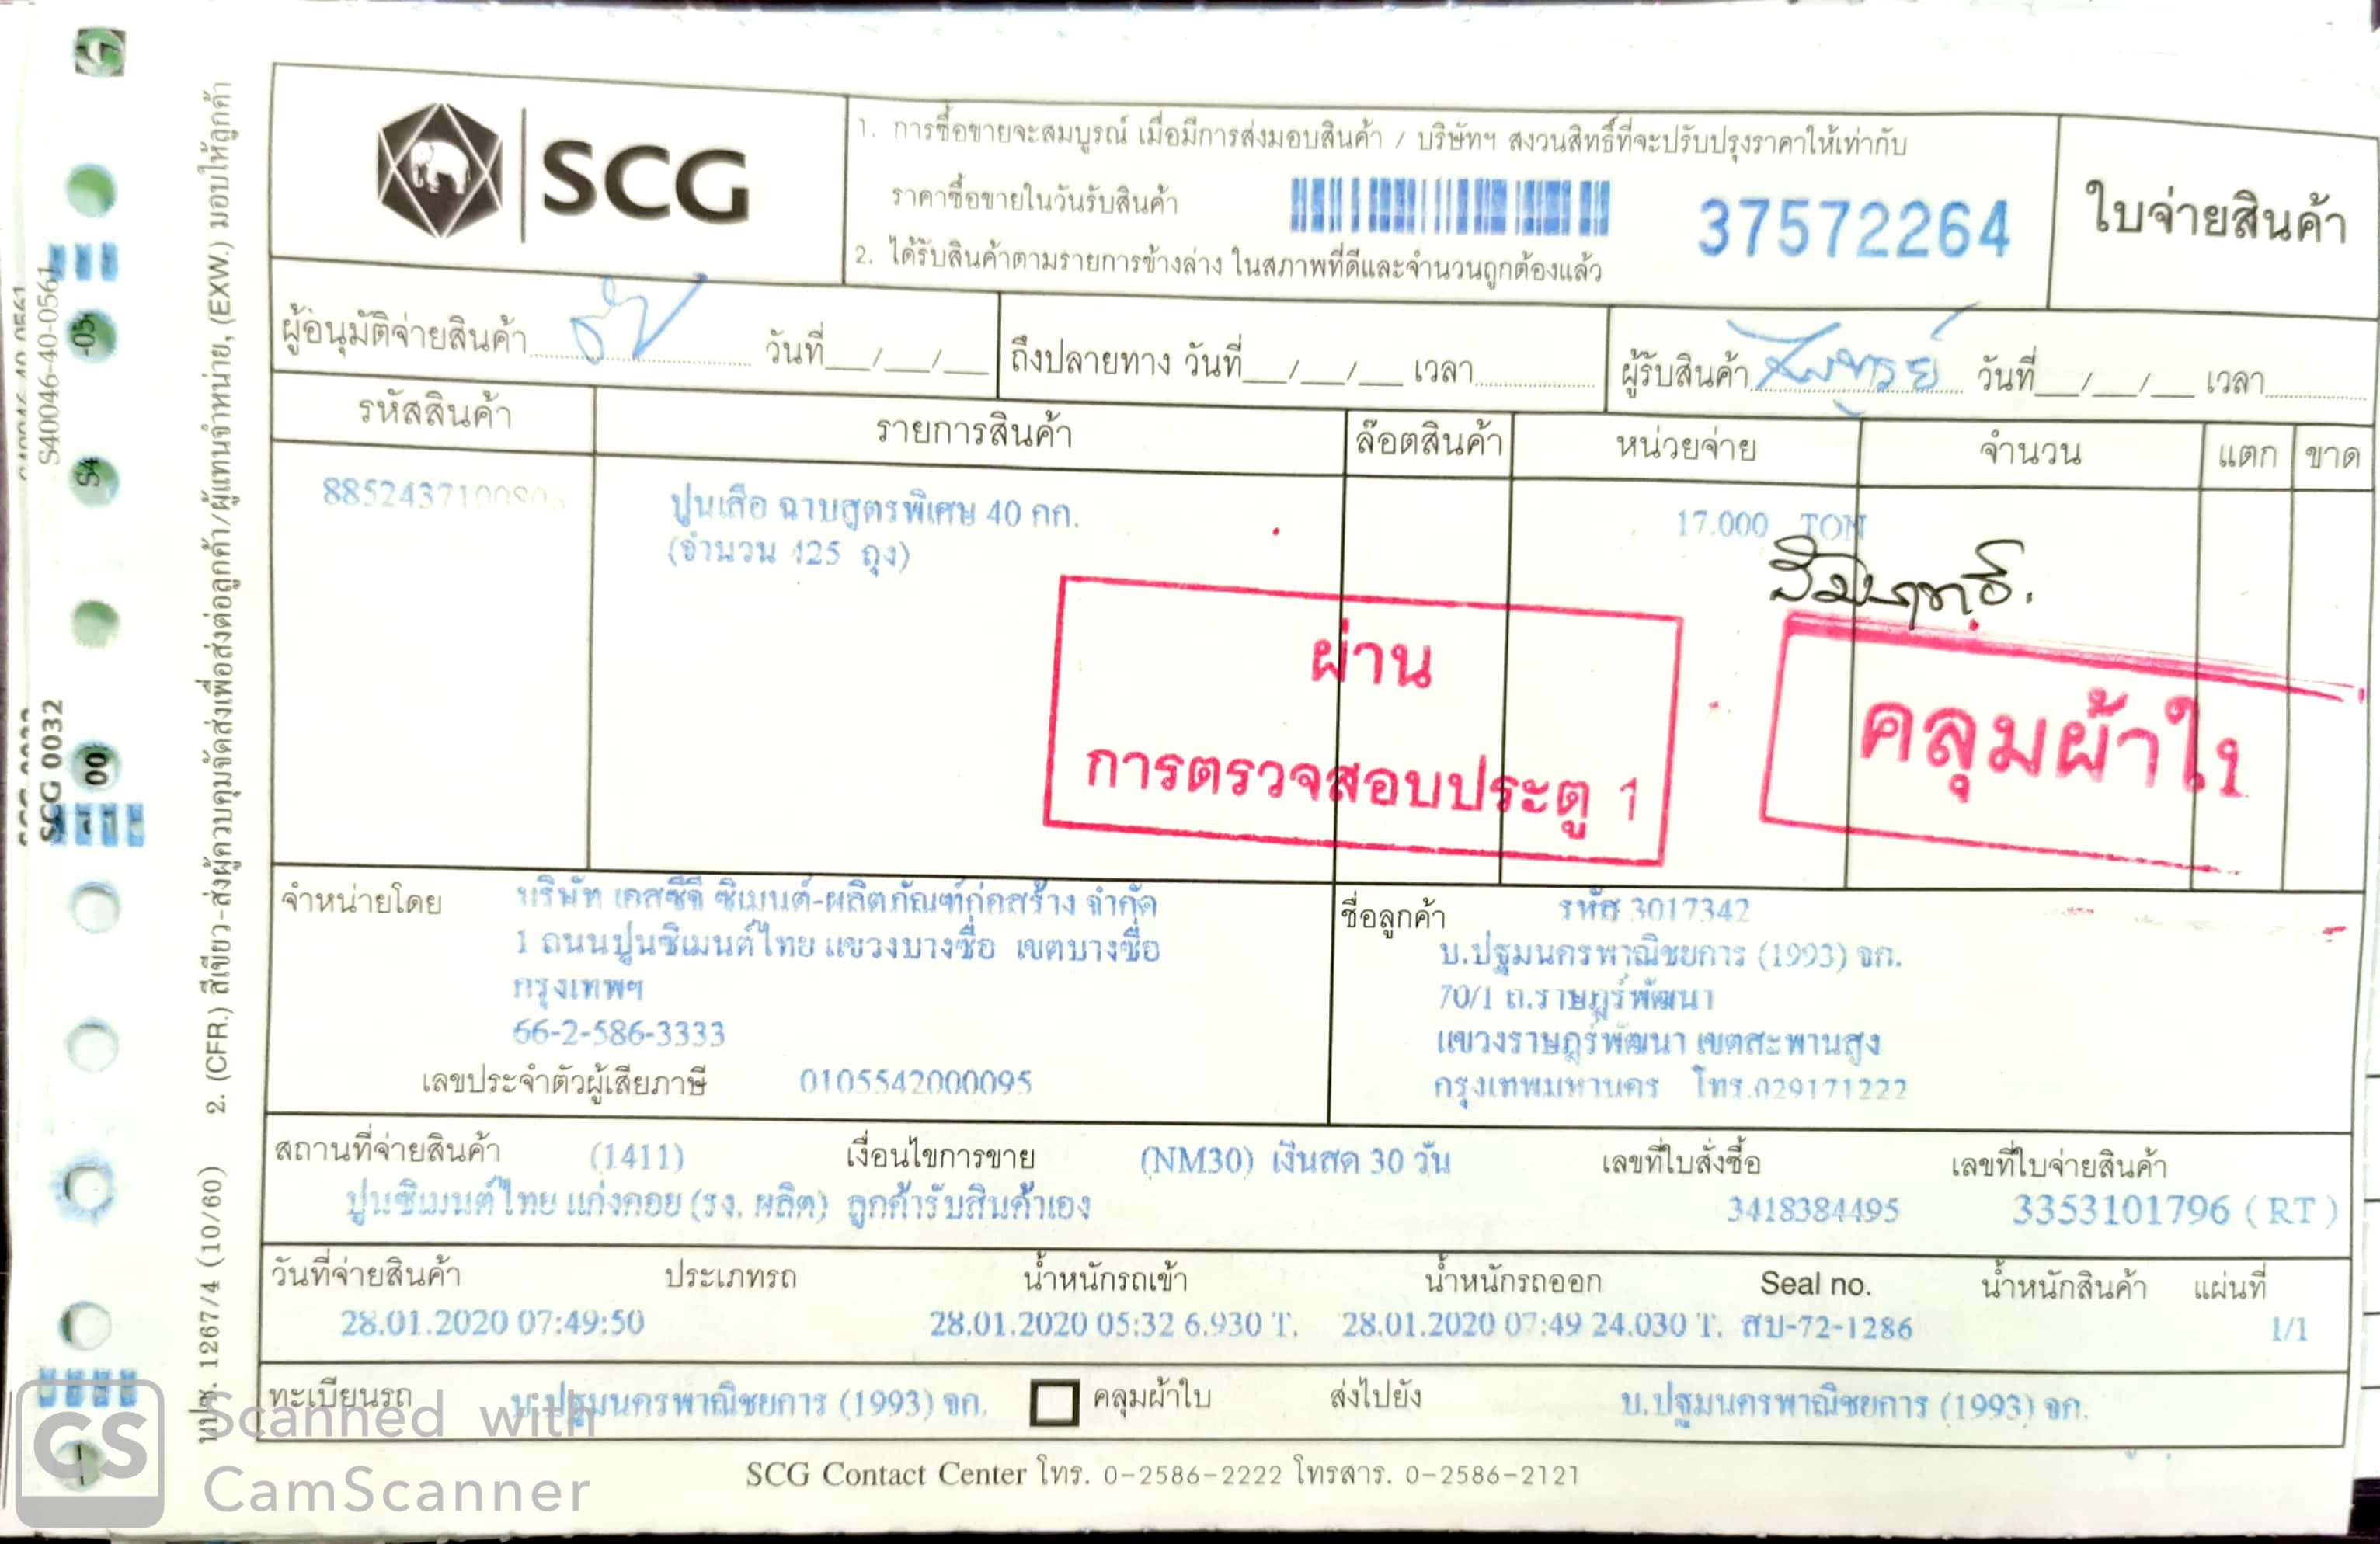 SCG
1. การซื้อขายจะสมบูรณ์ เมื่อมีการส่งมอบสินค้า / บริษัทฯ สงวนสิทธิ์ที่จะปรับปรุงราคาให้เท่ากับ
ราคาซื้อขายในวันรับสินค้า
37572264
2. ได้รับสินค้าตามรายการข้างล่าง ในสภาพที่ดีและจำนวนถูกต้องแล้ว
ใบจ่ายสินค้า
ผู้อนุมัติจ่ายสินค้า วันที่__/__/__ ถึงปลายทาง วันที่__/__/__ เวลา ผู้รับสินค้า วันที่__/__/__ เวลา
รหัสสินค้า รายการสินค้า ล๊อตสินค้า หน่วยจ่าย จำนวน แตก ขาด
ปูนเสือ ฉาบสูตรพิเศษ 40 กก. 17.000 TON
(จำนวน 425 ถุง)
ผ่าน
การตรวจสอบประตู 1
คลุมผ้าใบ
จำหน่ายโดย บริษัท เอสซีจี ซิเมนต์-ผลิตภัณฑ์ก่อสร้าง จำกัด
1 ถนนปูนซิเมนต์ไทย แขวงบางซื่อ เขตบางซื่อ
กรุงเทพฯ
66-2-586-3333
เลขประจำตัวผู้เสียภาษี 0105542000095
ชื่อลูกค้า รหัส 3017342
บ.ปฐมนครพาณิชยการ (1993) จก.
70/1 ถ.ราษฎร์พัฒนา
แขวงราษฎร์พัฒนา เขตสะพานสูง
กรุงเทพมหานคร โทร.029171222
สถานที่จ่ายสินค้า (1411) เงื่อนไขการขาย (NM30) เงินสด 30 วัน เลขที่ใบสั่งซื้อ เลขที่ใบจ่ายสินค้า
ปูนซิเมนต์ไทย แก่งคอย (รง. ผลิต) ลูกค้ารับสินค้าเอง 3418384495 3353101796 (RT)
วันที่จ่ายสินค้า ประเภทรถ น้ำหนักรถเข้า น้ำหนักรถออก Seal no. น้ำหนักสินค้า แผ่นที่
28.01.2020 07:49:50 28.01.2020 05:32 6.930 T. 28.01.2020 07:49 24.030 T. สบ-72-1286 1/1
ทะเบียนรถ บ.ปฐมนครพาณิชยการ (1993) จก. คลุมผ้าใบ ส่งไปยัง บ.ปฐมนครพาณิชยการ (1993) จก.
SCG Contact Center โทร. 0-2586-2222 โทรสาร. 0-2586-2121
2. (CFR.) สีเขียว-ส่งผู้ควบคุมจัดส่งเพื่อส่งต่อลูกค้า/ผู้แทนจำหน่าย, (EXW.) มอบให้ลูกค้า
1267/4 (10/60)
S40046-40-0561
SCG 0032
CS
Scanned with
CamScanner